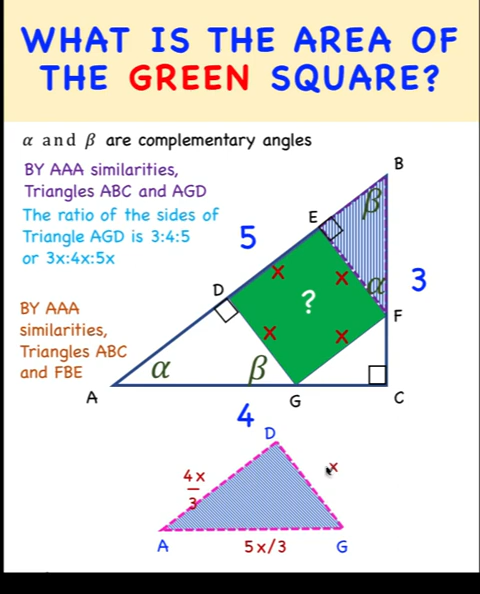 WHAT IS THE AREA OF
THE GREEN SQUARE?
α and β are complementary angles
BY AAA similarities,
Triangles ABC and AGD
The ratio of the sides of
Triangle AGD is 3:4:5
or 3x:4x:5x
BY AAA
similarities,
Triangles ABC
and FBE
B
β
E
5
x
x
α
3
D
?
F
x
x
α
β
A
G
C
4
D
4x
3
x
A
5x/3
G